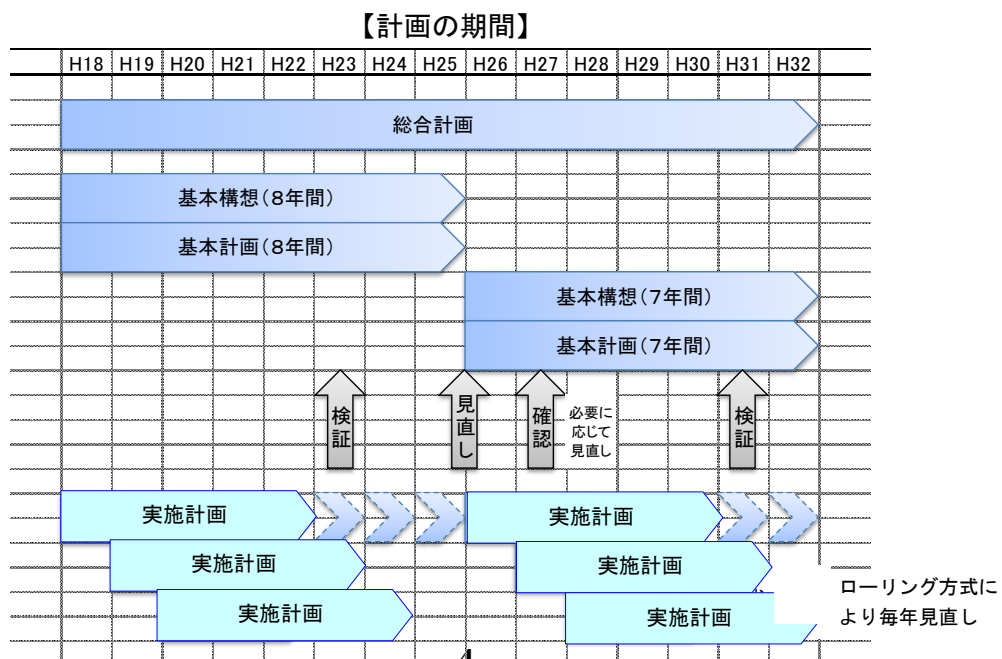 【計画の期間】
H18 H19 H20 H21 H22 H23 H24 H25 H26 H27 H28 H29 H30 H31 H32
総合計画
基本構想(8年間)
基本計画(8年間)
基本構想(7年間)
基本計画(7年間)
検証
見直し
確認
必要に
応じて
見直し
検証
実施計画
実施計画
実施計画
実施計画
実施計画
実施計画
ローリング方式に
より毎年見直し